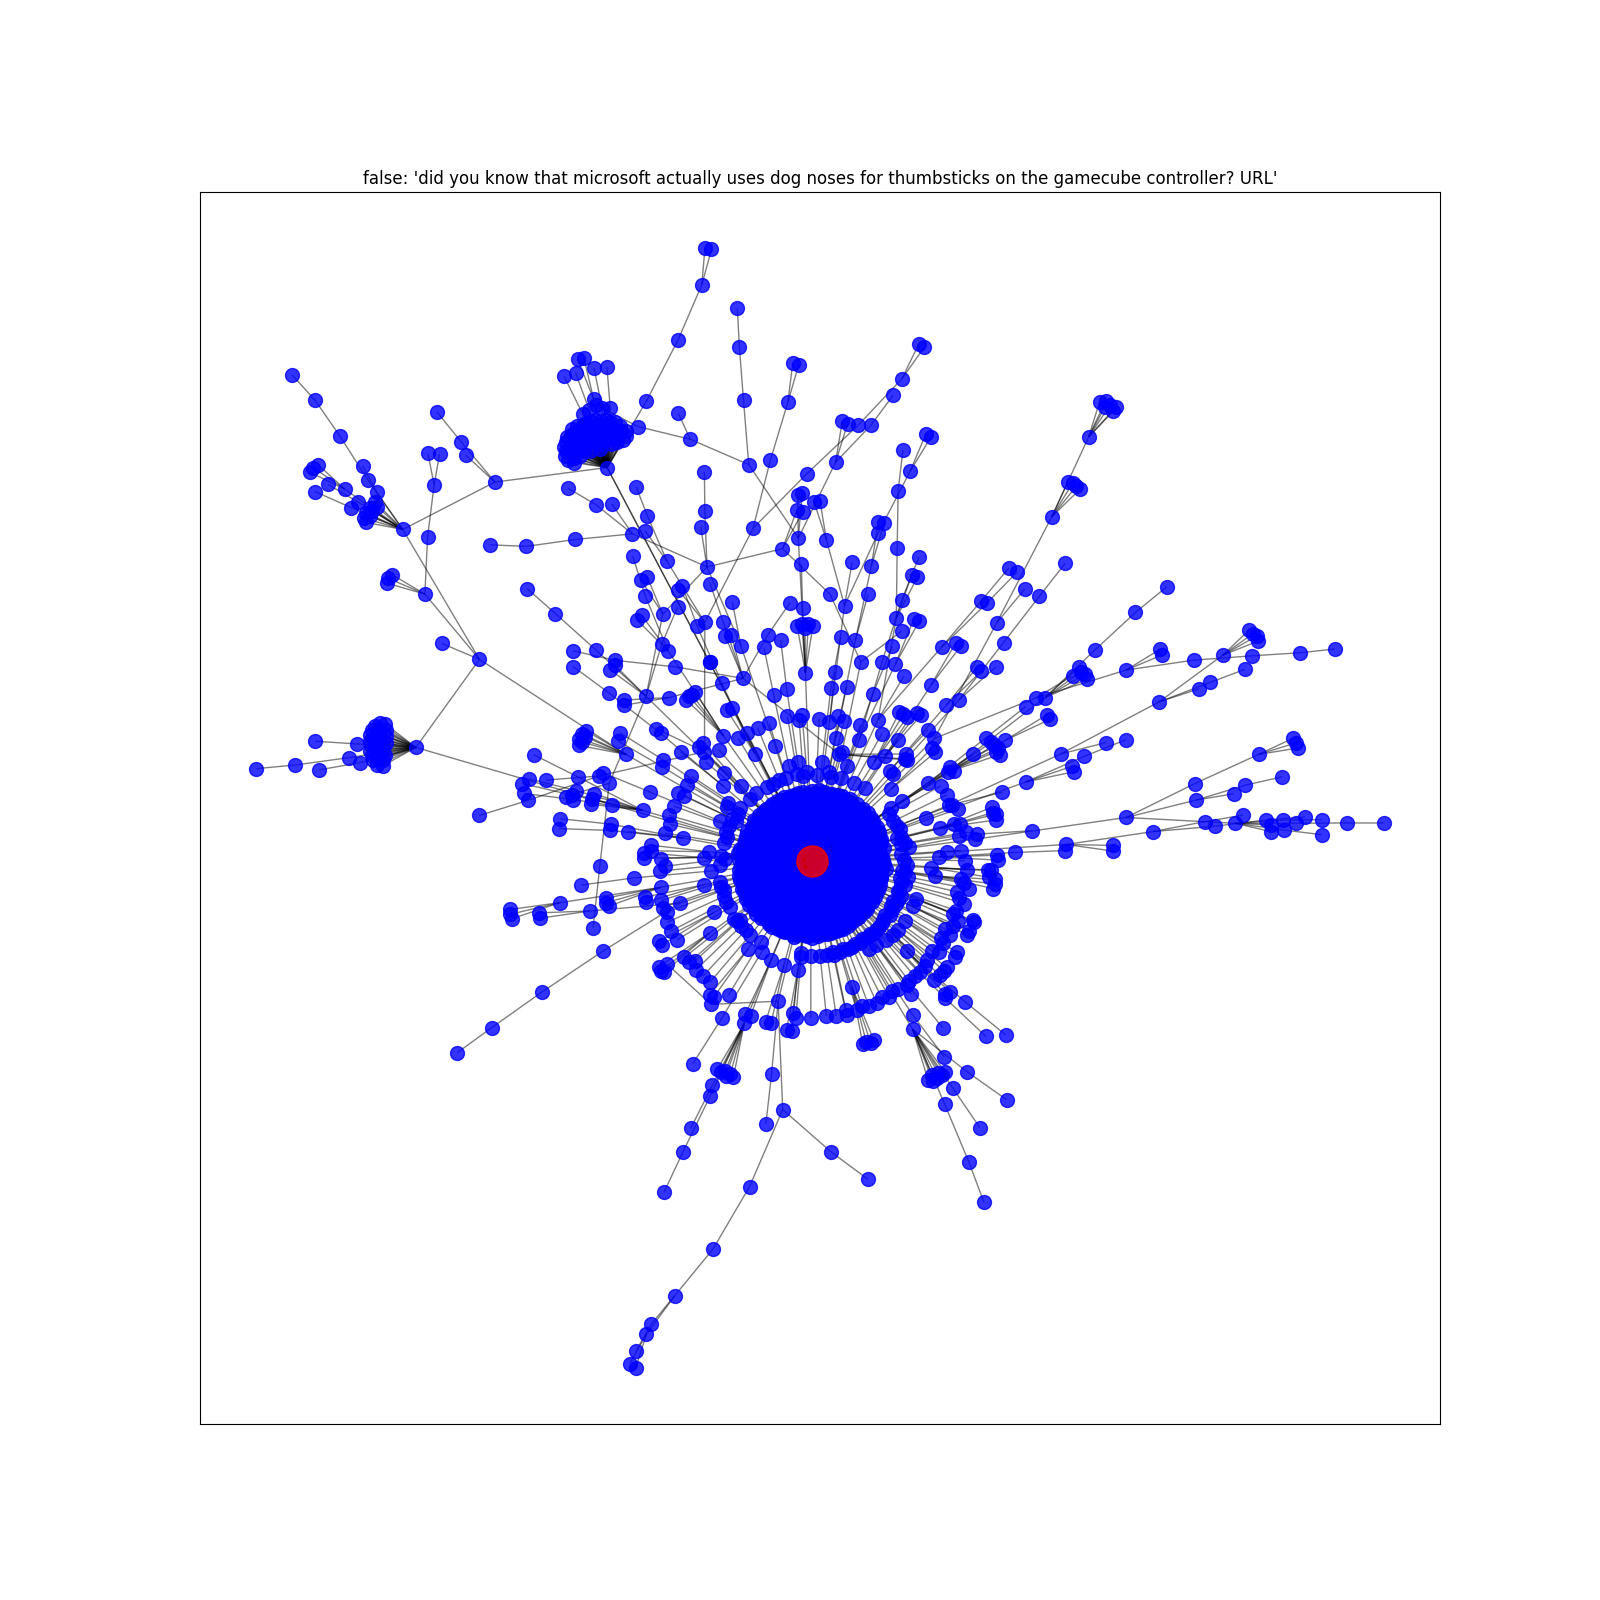 false: 'did you know that microsoft actually uses dog noses for thumbsticks on the gamecube controller? URL'